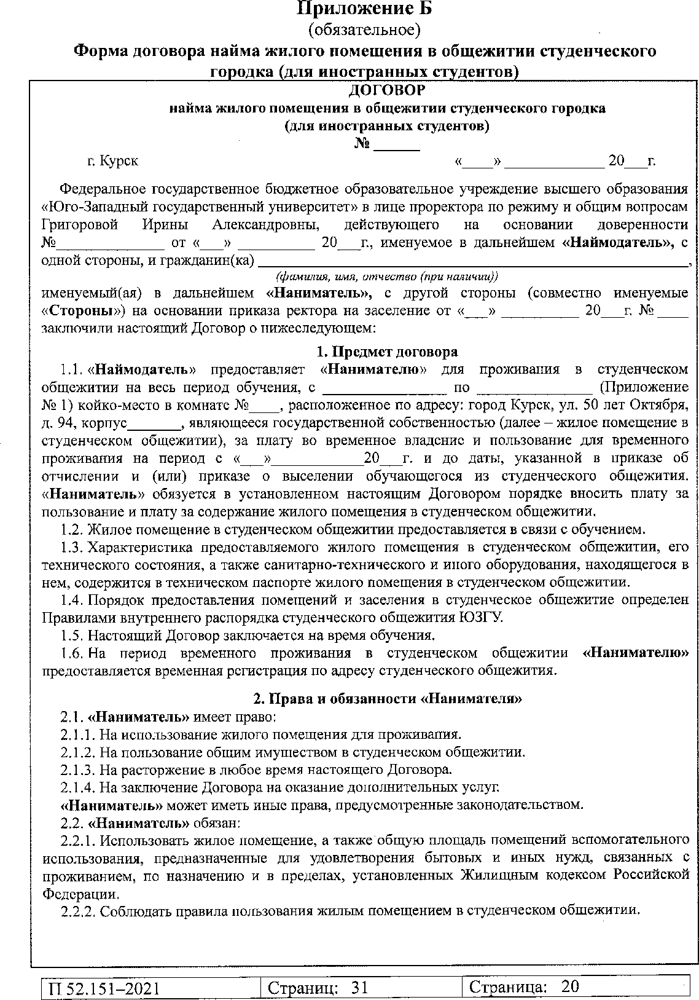 Приложение Б
(обязательное)
Форма договора найма жилого помещения в общежитии студенческого
городка (для иностранных студентов)
ДОГОВОР
найма жилого помещения в общежитии студенческого городка
(для иностранных студентов)
№ ______
г. Курск «____» _____________ 20___г.
Федеральное государственное бюджетное образовательное учреждение высшего образования
«Юго-Западный государственный университет» в лице проректора по режиму и общим вопросам
Григоровой Ирины Александровны, действующего на основании доверенности
№______________ от «___» __________ 20___г., именуемое в дальнейшем «Наймодатель», с
одной стороны, и гражданин(ка) ________________________________________________________,
(фамилия, имя, отчество (при наличии))
именуемый(ая) в дальнейшем «Наниматель», с другой стороны (совместно именуемые
«Стороны») на основании приказа ректора на заселение от «___» __________ 20___г. №____
заключили настоящий Договор о нижеследующем:
1. Предмет договора
1.1. «Наймодатель» предоставляет «Нанимателю» для проживания в студенческом
общежитии на весь период обучения, с ________________ по _______________ (Приложение
№ 1) койко-место в комнате №____, расположенное по адресу: город Курск, ул. 50 лет Октября,
д. 94, корпус_______, являющееся государственной собственностью (далее – жилое помещение в
студенческом общежитии), за плату во временное владение и пользование для временного
проживания на период с «___»____________20___г. и до даты, указанной в приказе об
отчислении и (или) приказе о выселении обучающегося из студенческого общежития.
«Наниматель» обязуется в установленном настоящим Договором порядке вносить плату за
пользование и плату за содержание жилого помещения в студенческом общежитии.
1.2. Жилое помещение в студенческом общежитии предоставляется в связи с обучением.
1.3. Характеристика предоставляемого жилого помещения в студенческом общежитии, его
технического состояния, а также санитарно-технического и иного оборудования, находящегося в
нем, содержится в техническом паспорте жилого помещения в студенческом общежитии.
1.4. Порядок предоставления помещений и заселения в студенческое общежитие определен
Правилами внутреннего распорядка студенческого общежития ЮЗГУ.
1.5. Настоящий Договор заключается на время обучения.
1.6. На период временного проживания в студенческом общежитии «Нанимателю»
предоставляется временная регистрация по адресу студенческого общежития.
2. Права и обязанности «Нанимателя»
2.1. «Наниматель» имеет право:
2.1.1. На использование жилого помещения для проживания.
2.1.2. На пользование общим имуществом в студенческом общежитии.
2.1.3. На расторжение в любое время настоящего Договора.
2.1.4. На заключение Договора на оказание дополнительных услуг.
«Наниматель» может иметь иные права, предусмотренные законодательством.
2.2. «Наниматель» обязан:
2.2.1. Использовать жилое помещение, а также общую площадь помещений вспомогательного
использования, предназначенные для удовлетворения бытовых и иных нужд, связанных с
проживанием, по назначению и в пределах, установленных Жилищным кодексом Российской
Федерации.
2.2.2. Соблюдать правила пользования жилым помещением в студенческом общежитии.
П 52.151–2021 Страниц: 31 Страница: 20